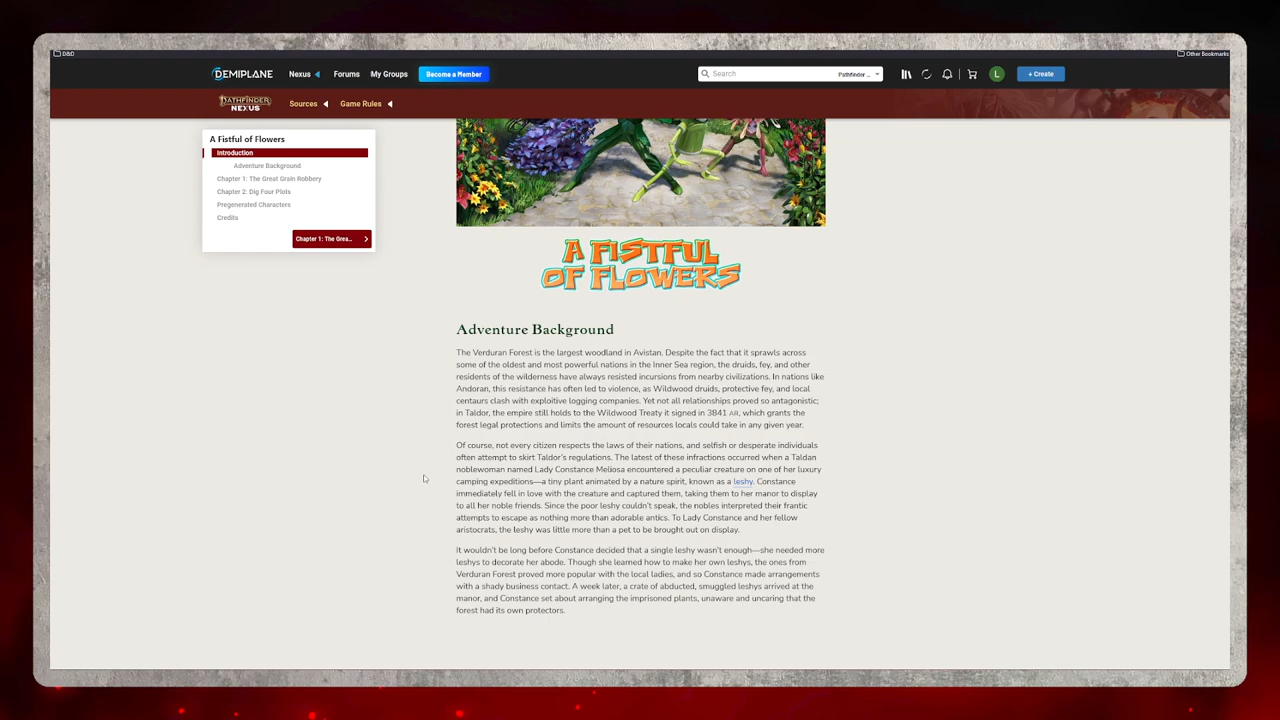 D&D
Other Bookmarks
DEMIPLANE
Nexus
Forums
My Groups
Become a Member
Search
Pathfinder ...
L
+ Create
PATHFINDER
NEXUS
Sources
Game Rules
A Fistful of Flowers
Introduction
Adventure Background
Chapter 1: The Great Grain Robbery
Chapter 2: Dig Four Plots
Pregenerated Characters
Credits
Chapter 1: The Grea...
A FISTFUL
OF FLOWERS
Adventure Background
The Verduran Forest is the largest woodland in Avistan. Despite the fact that it sprawls across
some of the oldest and most powerful nations in the Inner Sea region, the druids, fey, and other
residents of the wilderness have always resisted incursions from nearby civilizations. In nations like
Andoran, this resistance has often led to violence, as Wildwood druids, protective fey, and local
centaurs clash with exploitive logging companies. Yet not all relationships proved so antagonistic;
in Taldor, the empire still holds to the Wildwood Treaty it signed in 3841 AR, which grants the
forest legal protections and limits the amount of resources locals could take in any given year.
Of course, not every citizen respects the laws of their nations, and selfish or desperate individuals
often attempt to skirt Taldor's regulations. The latest of these infractions occurred when a Taldan
noblewoman named Lady Constance Meliosa encountered a peculiar creature on one of her luxury
camping expeditions—a tiny plant animated by a nature spirit, known as a leshy. Constance
immediately fell in love with the creature and captured them, taking them to her manor to display
to all her noble friends. Since the poor leshy couldn't speak, the nobles interpreted their frantic
attempts to escape as nothing more than adorable antics. To Lady Constance and her fellow
aristocrats, the leshy was little more than a pet to be brought out on display.
It wouldn't be long before Constance decided that a single leshy wasn't enough—she needed more
leshys to decorate her abode. Though she learned how to make her own leshys, the ones from
Verduran Forest proved more popular with the local ladies, and so Constance made arrangements
with a shady business contact. A week later, a crate of abducted, smuggled leshys arrived at the
manor, and Constance set about arranging the imprisoned plants, unaware and uncaring that the
forest had its own protectors.